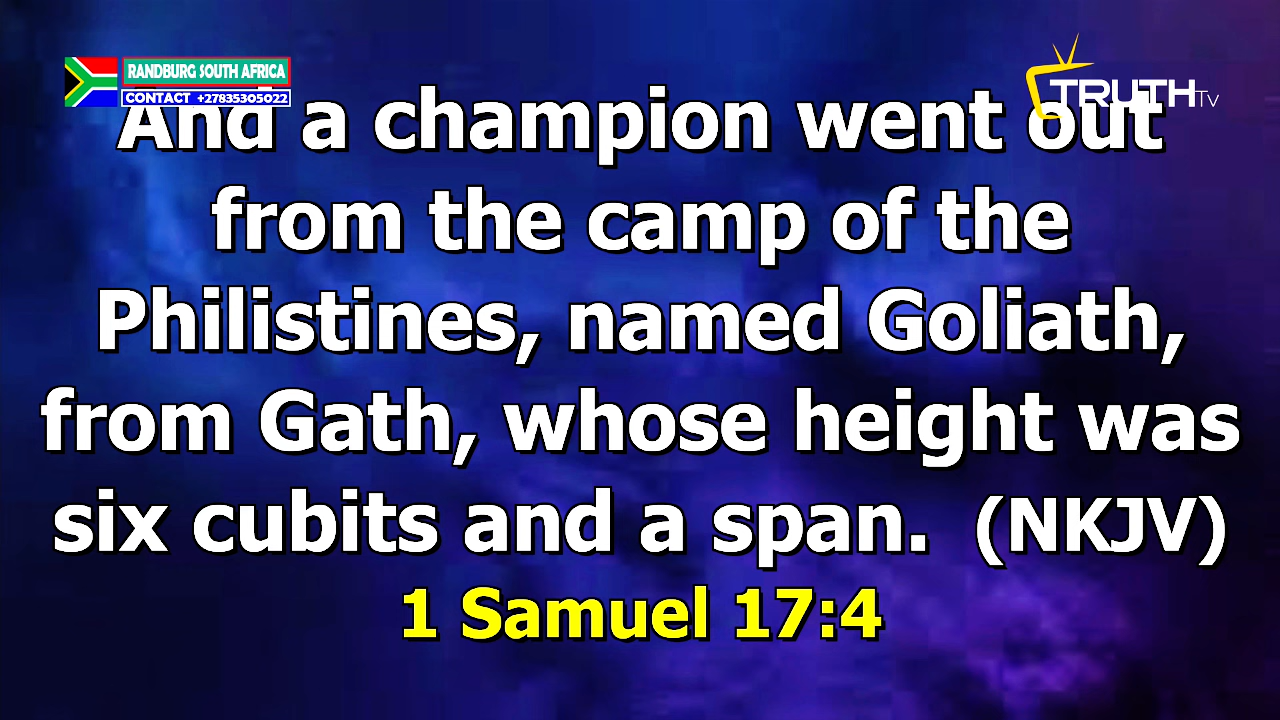 RANDBURG SOUTH AFRICA
CONTACT +27835305022
TRUTH TV
And a champion went out
from the camp of the
Philistines, named Goliath,
from Gath, whose height was
six cubits and a span. (NKJV)
1 Samuel 17:4